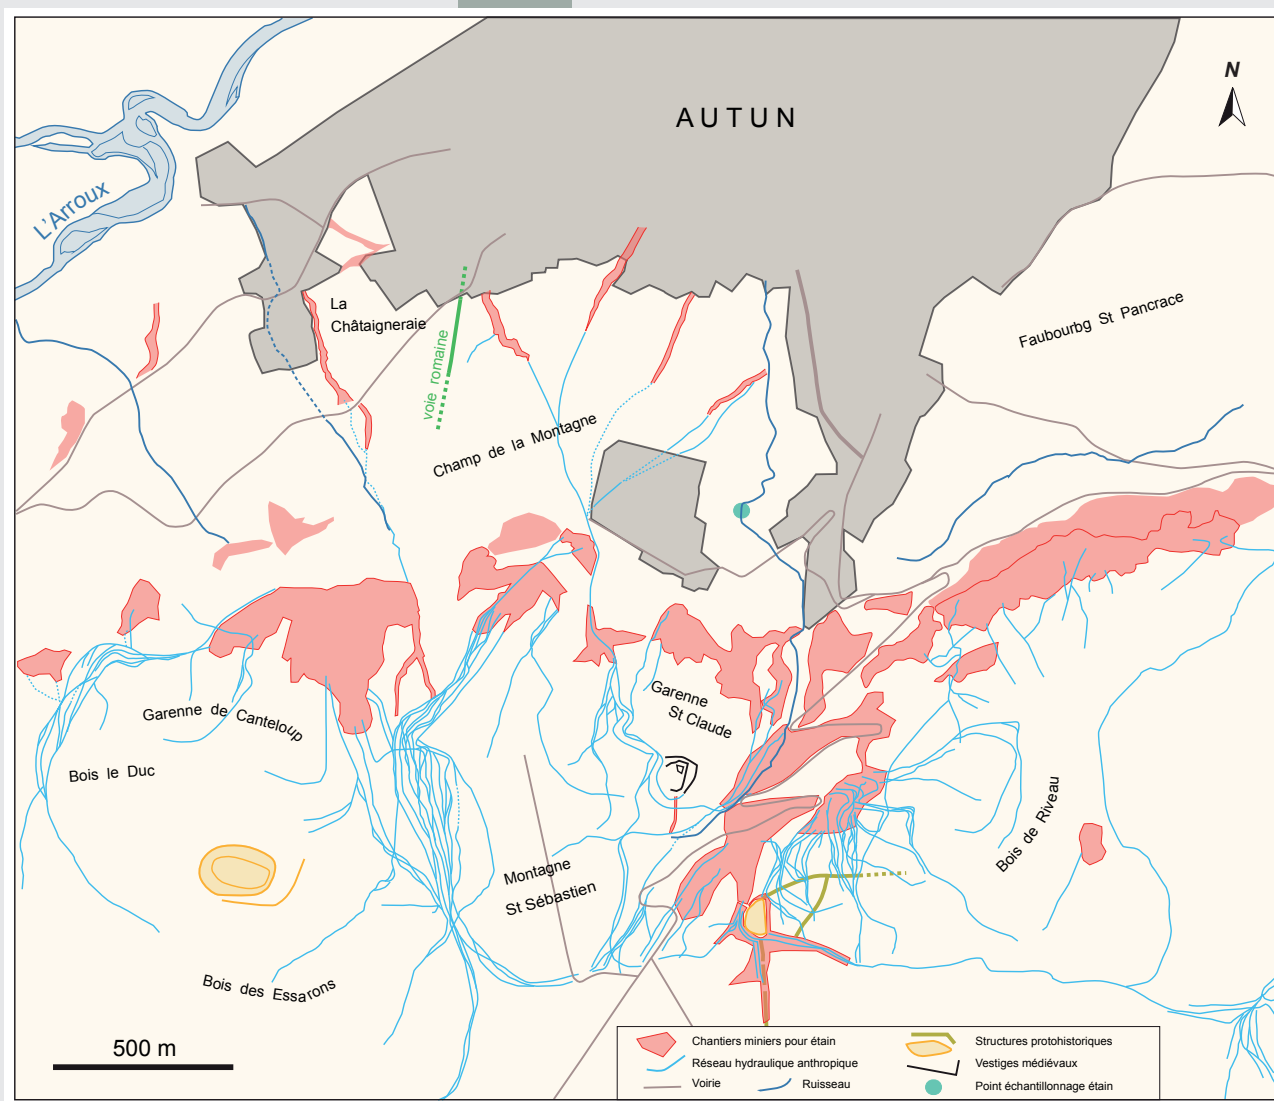 AUTUN
N
L'Arroux
La
Châtaigneraie
voie romaine
Faubourbg St Pancrace
Champ de la Montagne
Garenne
St Claude
Garenne de Canteloup
Bois le Duc
Bois de Riveau
Montagne
St Sébastien
Bois des Essarons
500 m
Chantiers miniers pour étain
Réseau hydraulique anthropique
Voirie
Ruisseau
Structures protohistoriques
Vestiges médiévaux
Point échantillonnage étain